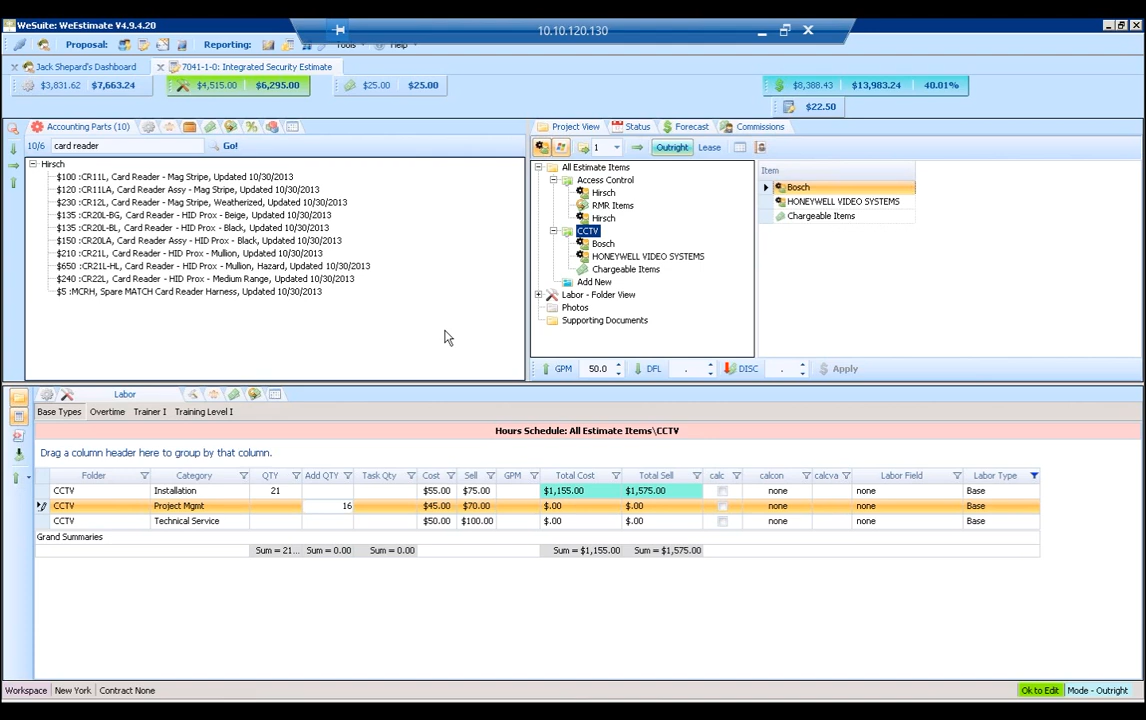 WeSuite: WeEstimate V4.9.4.20
10.10.120.130
Proposal: Reporting: Tools Help
Jack Shepard's Dashboard 7041-1-0: Integrated Security Estimate
$3,831.62 $7,663.24 $4,515.00 $6,295.00 $25.00 $25.00 $8,388.43 $13,983.24 40.01%
$22.50
Accounting Parts (10) Project View Status Forecast Commissions
10/6 card reader Go! 1 Outright Lease
Hirsch
$100 :CR11L, Card Reader - Mag Stripe, Updated 10/30/2013
$120 :CR11LA, Card Reader Assy - Mag Stripe, Updated 10/30/2013
$230 :CR12L, Card Reader - Mag Stripe, Weatherized, Updated 10/30/2013
$135 :CR20L-BG, Card Reader - HID Prox - Beige, Updated 10/30/2013
$135 :CR20L-BL, Card Reader - HID Prox - Black, Updated 10/30/2013
$150 :CR20LA, Card Reader Assy - HID Prox - Black, Updated 10/30/2013
$210 :CR21L, Card Reader - HID Prox - Mullion, Updated 10/30/2013
$650 :CR21L-HL, Card Reader - HID Prox - Mullion, Hazard, Updated 10/30/2013
$240 :CR22L, Card Reader - HID Prox - Medium Range, Updated 10/30/2013
$5 :MCRH, Spare MATCH Card Reader Harness, Updated 10/30/2013
All Estimate Items
Access Control
Hirsch
RMR Items
Hirsch
CCTV
Bosch
HONEYWELL VIDEO SYSTEMS
Chargeable Items
Add New
Labor - Folder View
Photos
Supporting Documents
Item
Bosch
HONEYWELL VIDEO SYSTEMS
Chargeable Items
GPM 50.0 DFL . DISC . Apply
Labor
Base Types Overtime Trainer I Training Level I
Hours Schedule: All Estimate Items\CCTV
Drag a column header here to group by that column.
Folder Category QTY Add QTY Task Qty Cost Sell GPM Total Cost Total Sell calc calcon calcva Labor Field Labor Type
CCTV Installation 21 $55.00 $75.00 $1,155.00 $1,575.00 none none Base
CCTV Project Mgmt 16 $45.00 $70.00 $.00 $.00 none none Base
CCTV Technical Service $50.00 $100.00 $.00 $.00 none none Base
Grand Summaries
Sum = 21... Sum = 0.00 Sum = 0.00 Sum = $1,155.00 Sum = $1,575.00
Workspace New York Contract None Ok to Edit Mode - Outright